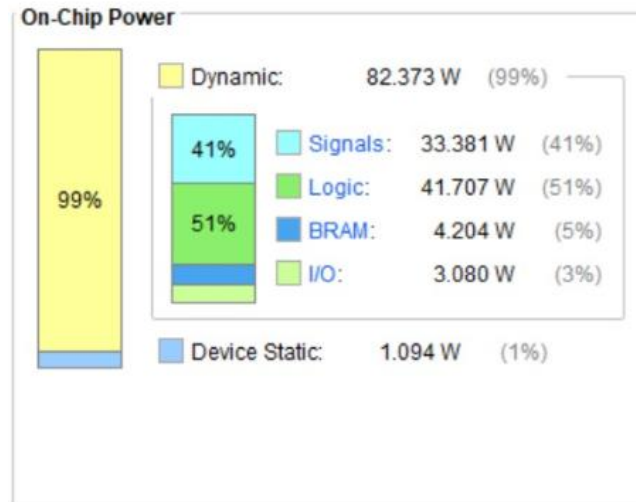 On-Chip Power
Dynamic: 82.373 W (99%)
41% Signals: 33.381 W (41%)
99% 51% Logic: 41.707 W (51%)
BRAM: 4.204 W (5%)
I/O: 3.080 W (3%)
Device Static: 1.094 W (1%)